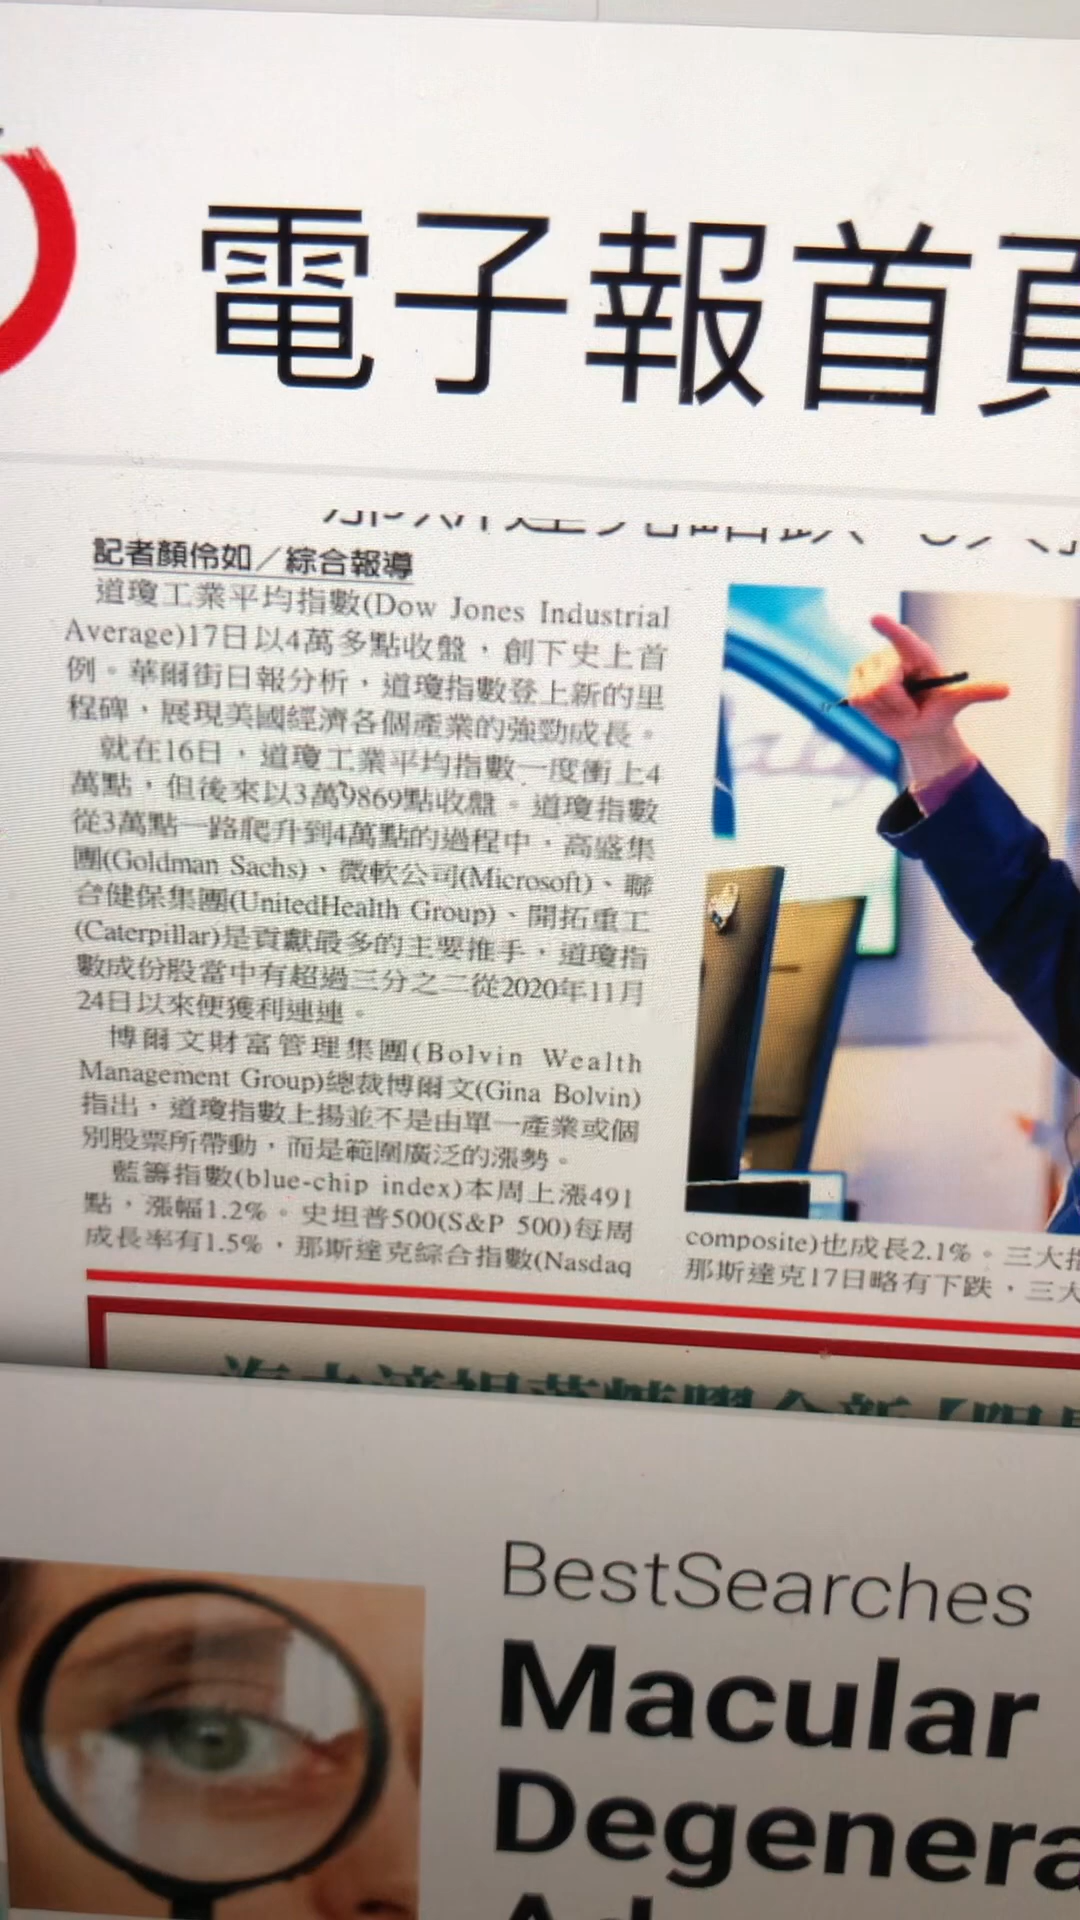 電子報首頁
記者顏伶如／綜合報導
道瓊工業平均指數(Dow Jones Industrial
Average)17日以4萬多點收盤，創下史上首
例。華爾街日報分析，道瓊指數登上新的里
程碑，展現美國經濟各個產業的強勁成長。
就在16日，道瓊工業平均指數一度衝上4
萬點，但後來以3萬9869點收盤。道瓊指數
從3萬點一路爬升到4萬點的過程中，高盛集
團(Goldman Sachs)、微軟公司(Microsoft)、聯
合健保集團(UnitedHealth Group)、開拓重工
(Caterpillar)是貢獻最多的主要推手，道瓊指
數成份股當中有超過三分之二從2020年11月
24日以來便獲利連連。
博爾文財富管理集團(Bolvin Wealth
Management Group)總裁博爾文(Gina Bolvin)
指出，道瓊指數上揚並不是由單一產業或個
別股票所帶動，而是範圍廣泛的漲勢。
藍籌指數(blue-chip index)本周上漲491
點，漲幅1.2%。史坦普500(S&P 500)每周
成長率有1.5%，那斯達克綜合指數(Nasdaq
composite)也成長2.1%。三大指
那斯達克17日略有下跌，三大
BestSearches
Macular
Degenera